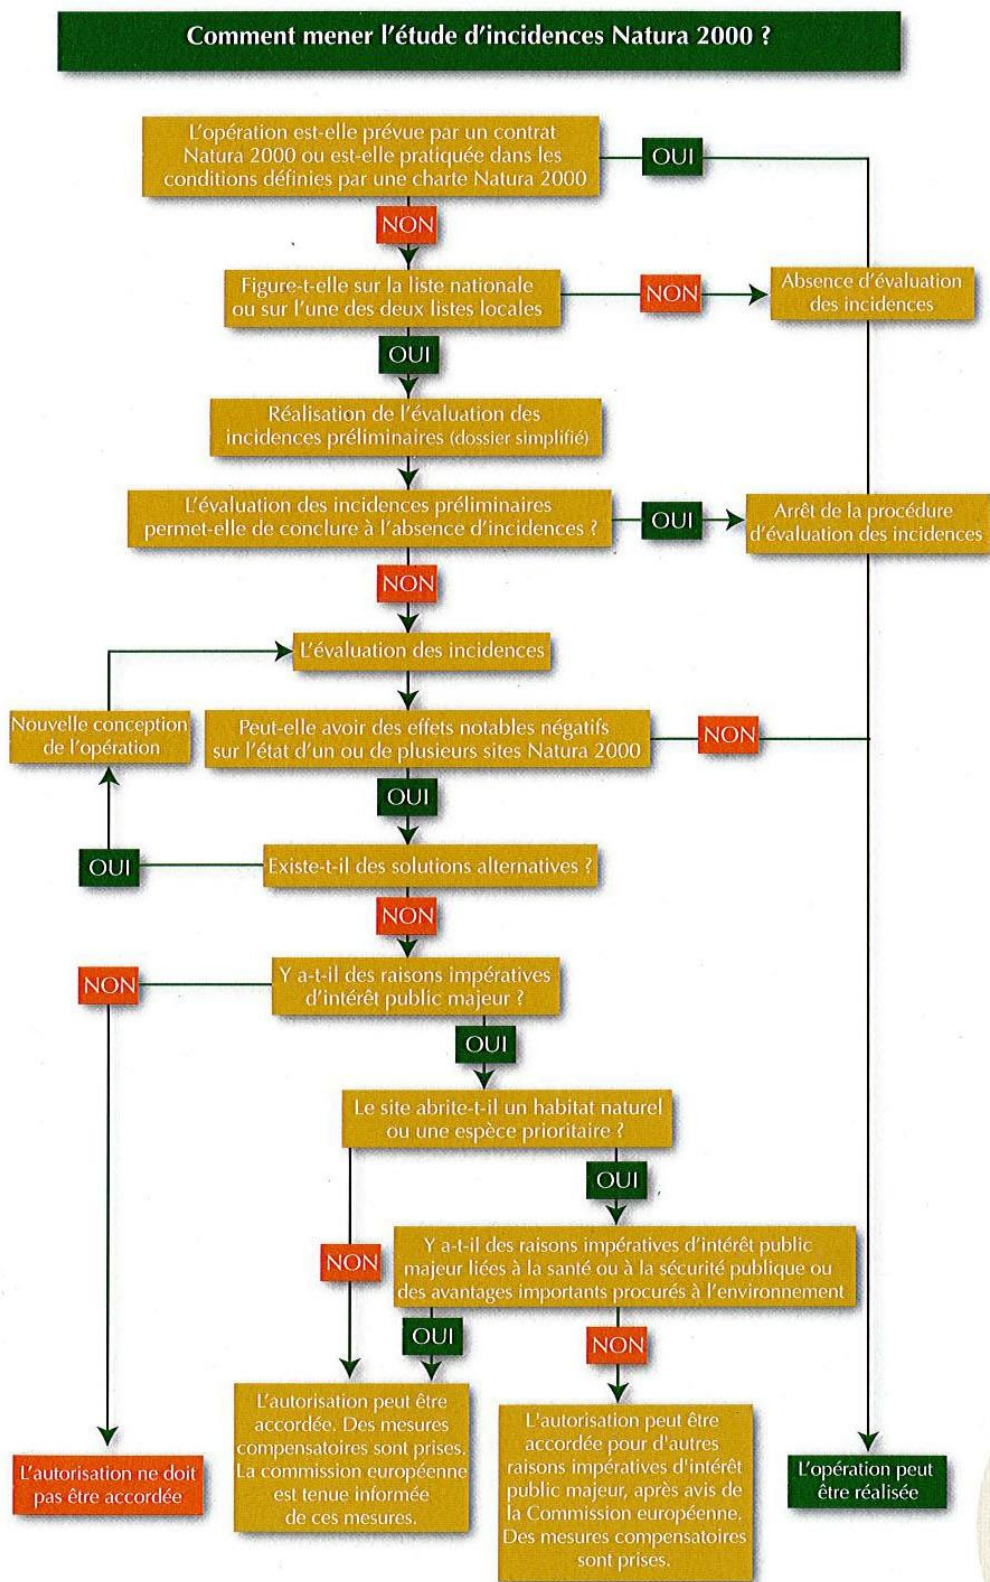 Comment mener l'étude d'incidences Natura 2000 ?
L'opération est-elle prévue par un contrat
Natura 2000 ou est-elle pratiquée dans les
conditions définies par une charte Natura 2000
OUI
NON
Figure-t-elle sur la liste nationale
ou sur l'une des deux listes locales
NON
Absence d'évaluation
des incidences
OUI
Réalisation de l'évaluation des
incidences préliminaires (dossier simplifié)
L'évaluation des incidences préliminaires
permet-elle de conclure à l'absence d'incidences ?
OUI
Arrêt de la procédure
d'évaluation des incidences
NON
L'évaluation des incidences
Nouvelle conception
de l'opération
Peut-elle avoir des effets notables négatifs
sur l'état d'un ou de plusieurs sites Natura 2000
NON
OUI
OUI
Existe-t-il des solutions alternatives ?
NON
NON
Y a-t-il des raisons impératives
d'intérêt public majeur ?
OUI
Le site abrite-t-il un habitat naturel
ou une espèce prioritaire ?
OUI
NON
Y a-t-il des raisons impératives d'intérêt public
majeur liées à la santé ou à la sécurité publique ou
des avantages importants procurés à l'environnement
OUI
NON
L'autorisation ne doit
pas être accordée
L'autorisation peut être
accordée. Des mesures
compensatoires sont prises.
La commission européenne
est tenue informée
de ces mesures.
L'autorisation peut être
accordée pour d'autres
raisons impératives d'intérêt
public majeur, après avis de
la Commission européenne.
Des mesures compensatoires
sont prises.
L'opération peut
être réalisée